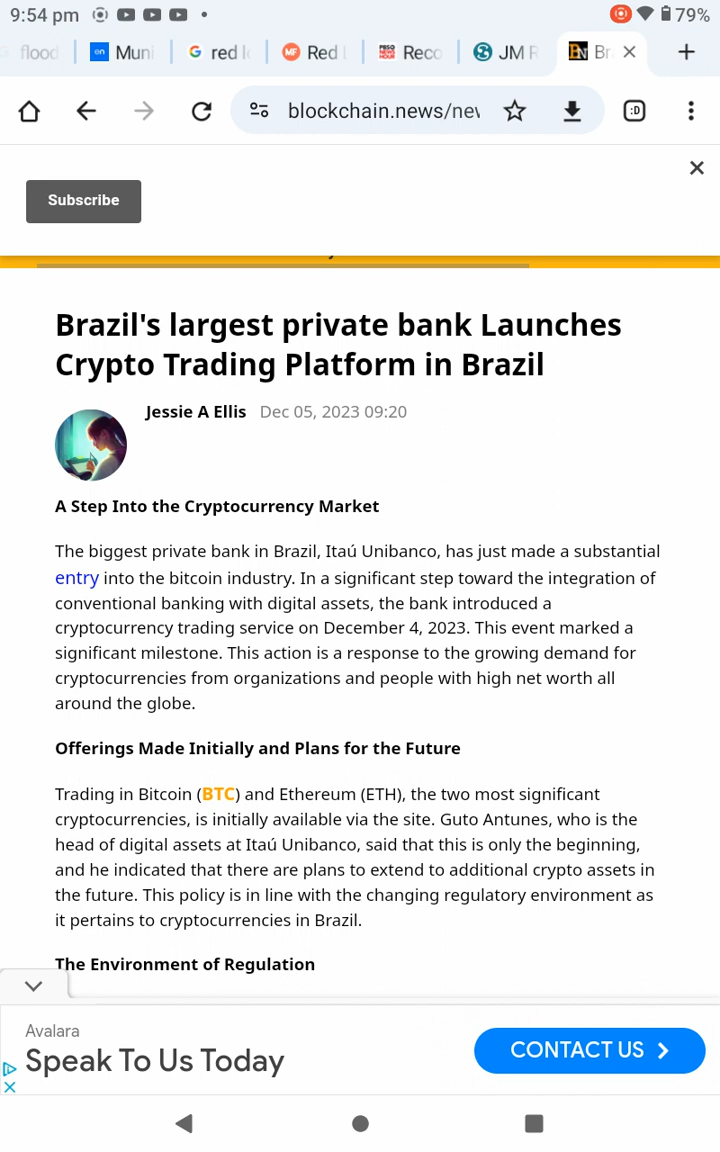 9:54 pm
79%
flood
Muni
red l
Red
Reco
JM R
Br
blockchain.news/nev
:D
Subscribe
Brazil's largest private bank Launches
Crypto Trading Platform in Brazil
Jessie A Ellis Dec 05, 2023 09:20
A Step Into the Cryptocurrency Market
The biggest private bank in Brazil, Itaú Unibanco, has just made a substantial
entry into the bitcoin industry. In a significant step toward the integration of
conventional banking with digital assets, the bank introduced a
cryptocurrency trading service on December 4, 2023. This event marked a
significant milestone. This action is a response to the growing demand for
cryptocurrencies from organizations and people with high net worth all
around the globe.
Offerings Made Initially and Plans for the Future
Trading in Bitcoin (BTC) and Ethereum (ETH), the two most significant
cryptocurrencies, is initially available via the site. Guto Antunes, who is the
head of digital assets at Itaú Unibanco, said that this is only the beginning,
and he indicated that there are plans to extend to additional crypto assets in
the future. This policy is in line with the changing regulatory environment as
it pertains to cryptocurrencies in Brazil.
The Environment of Regulation
Avalara
Speak To Us Today
CONTACT US